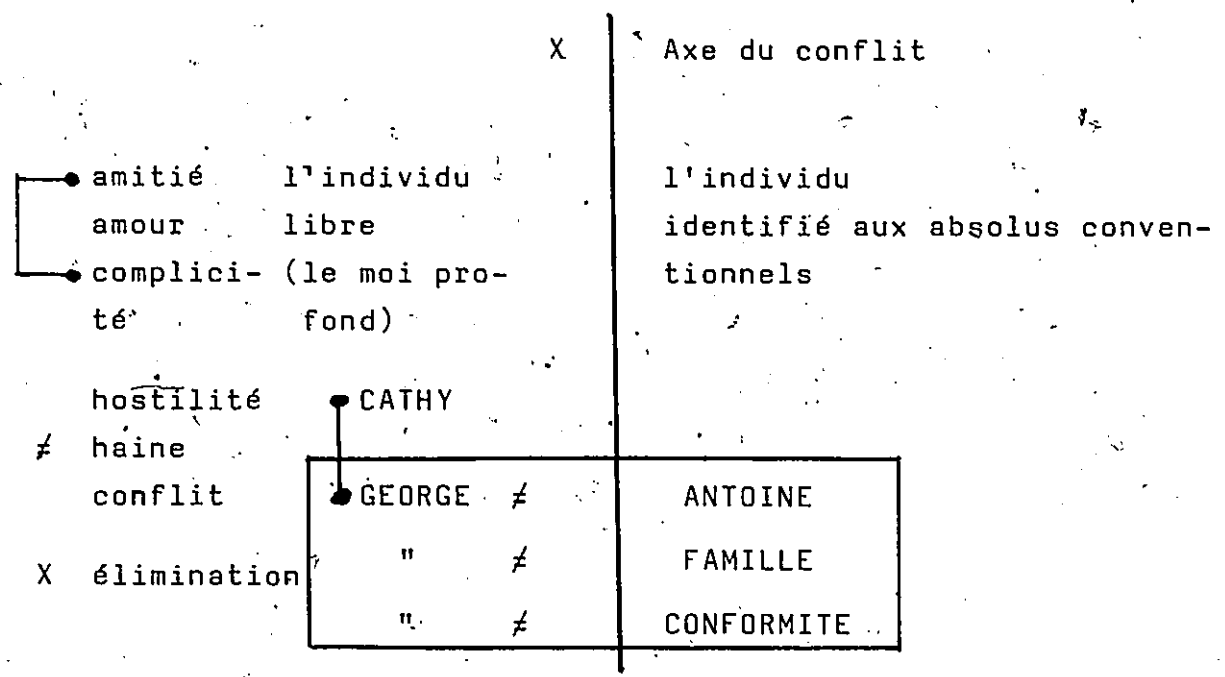 X Axe du conflit
amitié l'individu l'individu
amour libre identifié aux absolus conven-
complici- (le moi pro- tionnels
té fond)
hostilité CATHY
≠ haine
conflit GEORGE ≠ ANTOINE
X élimination " ≠ FAMILLE
" ≠ CONFORMITE